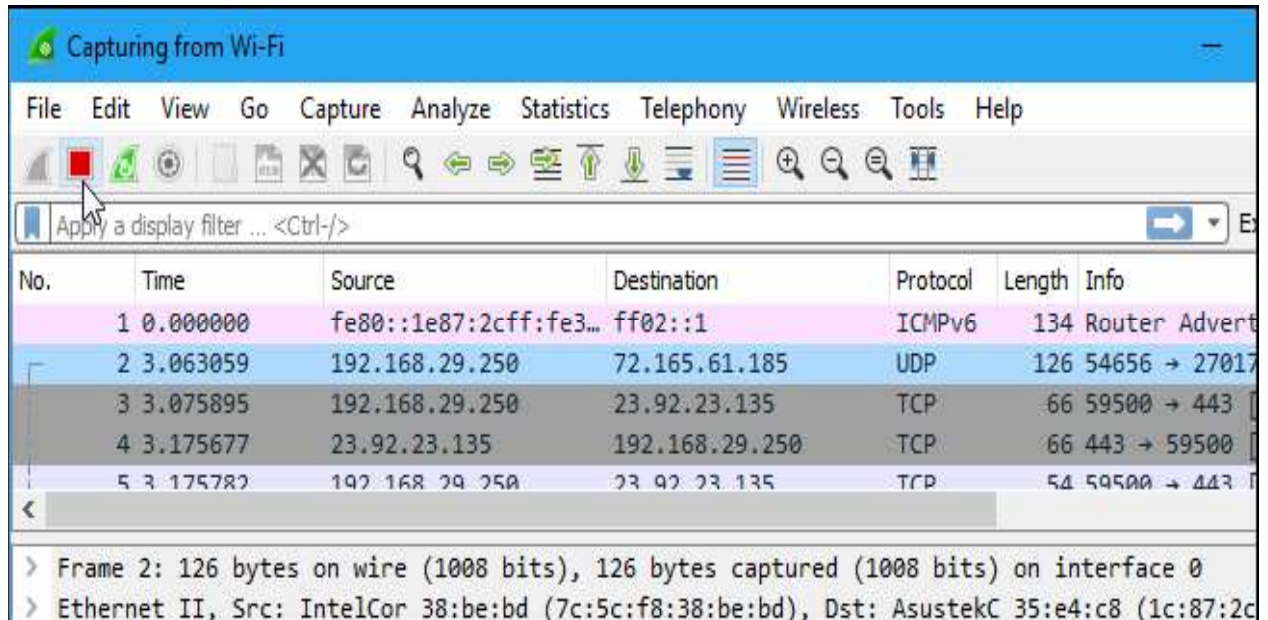 Capturing from Wi-Fi
File Edit View Go Capture Analyze Statistics Telephony Wireless Tools Help
Apply a display filter ... <Ctrl-/>
No. Time Source Destination Protocol Length Info
1 0.000000 fe80::1e87:2cff:fe3… ff02::1 ICMPv6 134 Router Advert
2 3.063059 192.168.29.250 72.165.61.185 UDP 126 54656 → 27017
3 3.075895 192.168.29.250 23.92.23.135 TCP 66 59500 → 443 [
4 3.175677 23.92.23.135 192.168.29.250 TCP 66 443 → 59500 [
5 3.175782 192.168.29.250 23.92.23.135 TCP 54 59500 → 443 [
Frame 2: 126 bytes on wire (1008 bits), 126 bytes captured (1008 bits) on interface 0
Ethernet II, Src: IntelCor 38:be:bd (7c:5c:f8:38:be:bd), Dst: AsustekC 35:e4:c8 (1c:87:2c